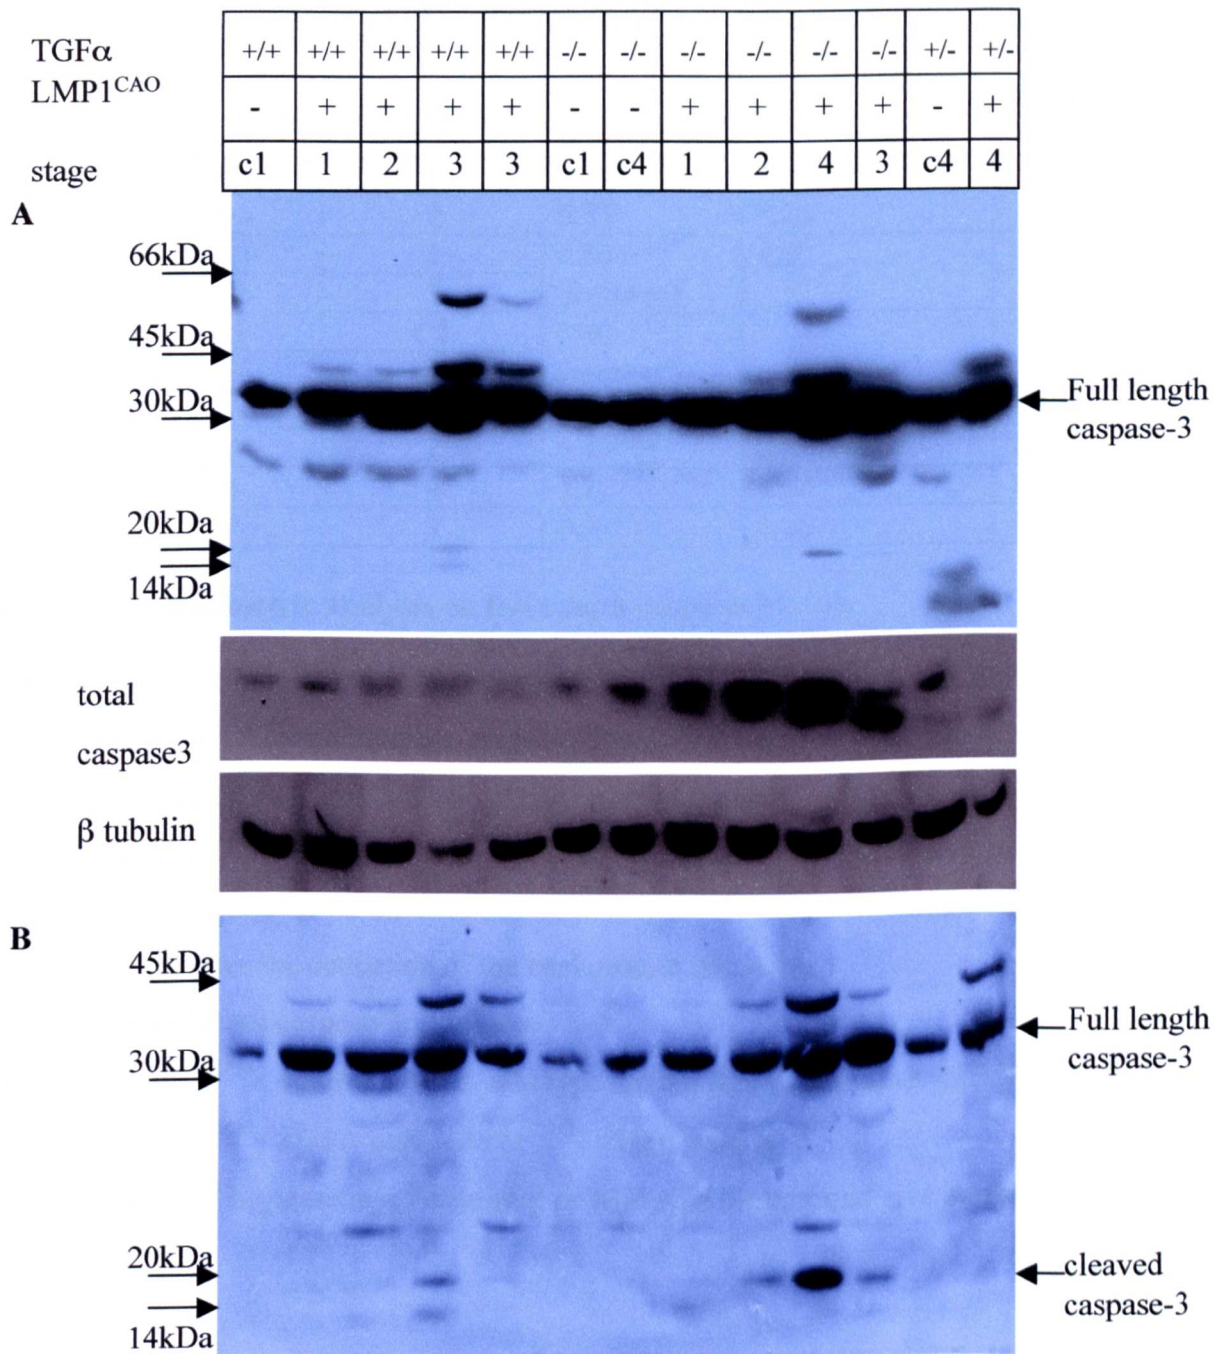 TGFα +/+ +/+ +/+ +/+ +/+ -/- -/- -/- -/- -/- -/- +/- +/-
LMP1^CAO - + + + + - - + + + + - +
stage c1 1 2 3 3 c1 c4 1 2 4 3 c4 4
A
66kDa
45kDa
30kDa
Full length
caspase-3
20kDa
14kDa
total
caspase3
β tubulin
B
45kDa
Full length
caspase-3
30kDa
20kDa
cleaved
caspase-3
14kDa